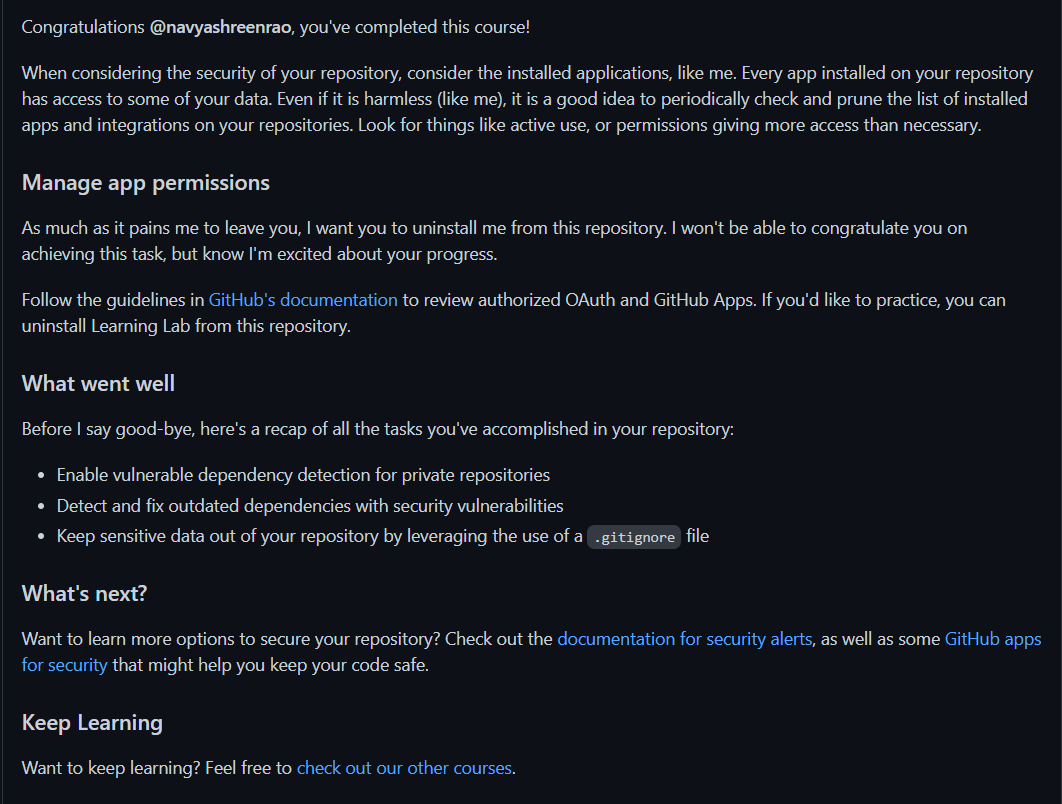 Congratulations @navyashreenrao, you've completed this course!
When considering the security of your repository, consider the installed applications, like me. Every app installed on your repository
has access to some of your data. Even if it is harmless (like me), it is a good idea to periodically check and prune the list of installed
apps and integrations on your repositories. Look for things like active use, or permissions giving more access than necessary.
Manage app permissions
As much as it pains me to leave you, I want you to uninstall me from this repository. I won't be able to congratulate you on
achieving this task, but know I'm excited about your progress.
Follow the guidelines in GitHub's documentation to review authorized OAuth and GitHub Apps. If you'd like to practice, you can
uninstall Learning Lab from this repository.
What went well
Before I say good-bye, here's a recap of all the tasks you've accomplished in your repository:
• Enable vulnerable dependency detection for private repositories
• Detect and fix outdated dependencies with security vulnerabilities
• Keep sensitive data out of your repository by leveraging the use of a .gitignore file
What's next?
Want to learn more options to secure your repository? Check out the documentation for security alerts, as well as some GitHub apps
for security that might help you keep your code safe.
Keep Learning
Want to keep learning? Feel free to check out our other courses.